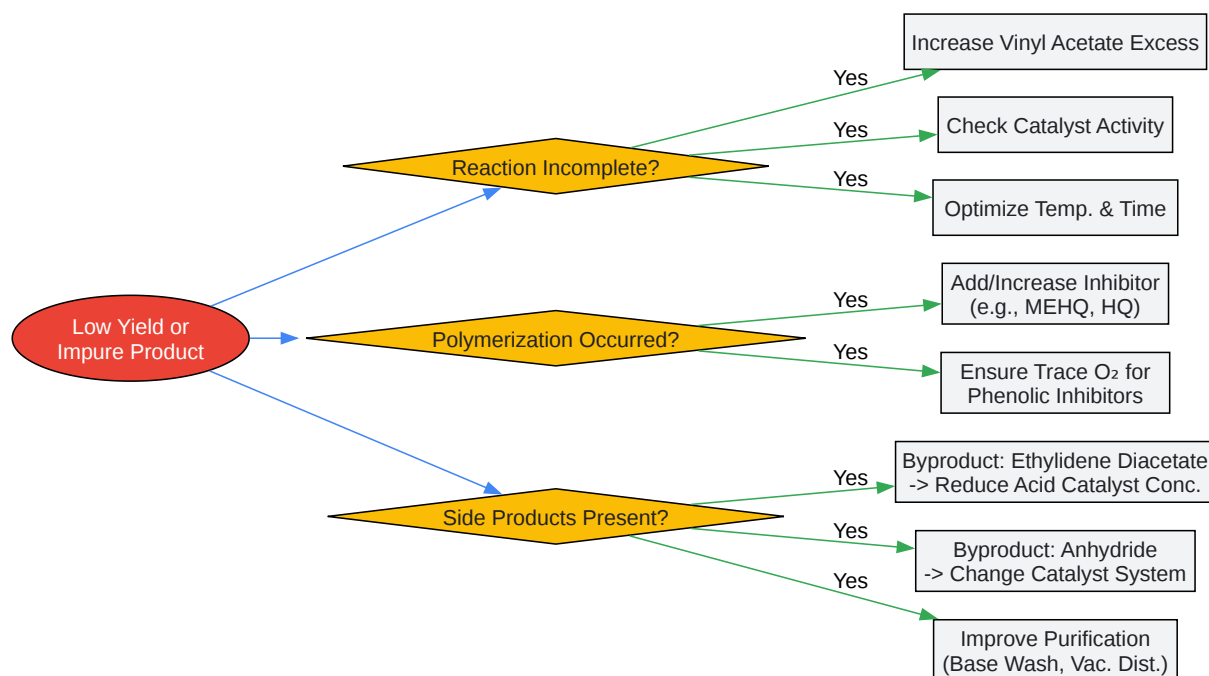 Increase Vinyl Acetate Excess
Yes
Check Catalyst Activity
Yes
Reaction Incomplete?
Yes
Optimize Temp. & Time
Add/Increase Inhibitor
(e.g., MEHQ, HQ)
Yes
Low Yield or
Impure Product
Polymerization Occurred?
Yes
Ensure Trace O₂ for
Phenolic Inhibitors
Byproduct: Ethylidene Diacetate
-> Reduce Acid Catalyst Conc.
Yes
Side Products Present?
Yes
Byproduct: Anhydride
-> Change Catalyst System
Yes
Improve Purification
(Base Wash, Vac. Dist.)